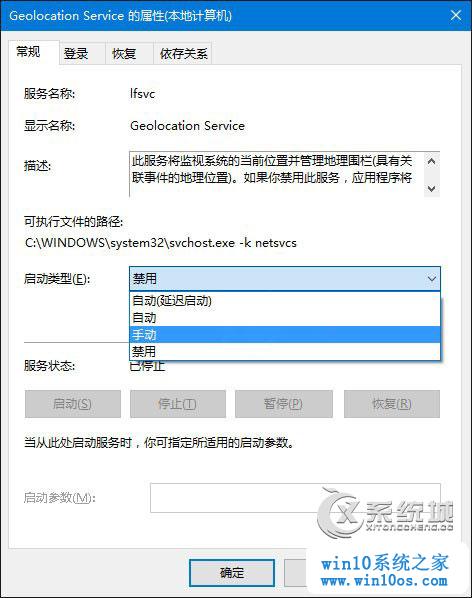 Geolocation Service 的属性(本地计算机)
常规 登录 恢复 依存关系
服务名称: lfsvc
显示名称: Geolocation Service
描述: 此服务将监视系统的当前位置并管理地理围栏(具有关
联事件的地理位置)。如果你禁用此服务，应用程序将
可执行文件的路径:
C:\WINDOWS\system32\svchost.exe -k netsvcs
启动类型(E): 禁用
自动(延迟启动)
自动
手动
禁用
服务状态: 已停止
启动(S) 停止(T) 暂停(P) 恢复(R)
当从此处启动服务时，你可指定所适用的启动参数。
启动参数(M):
系统城
XITONGCHENG.COM
确定
win10系统之家
www.win10os.com